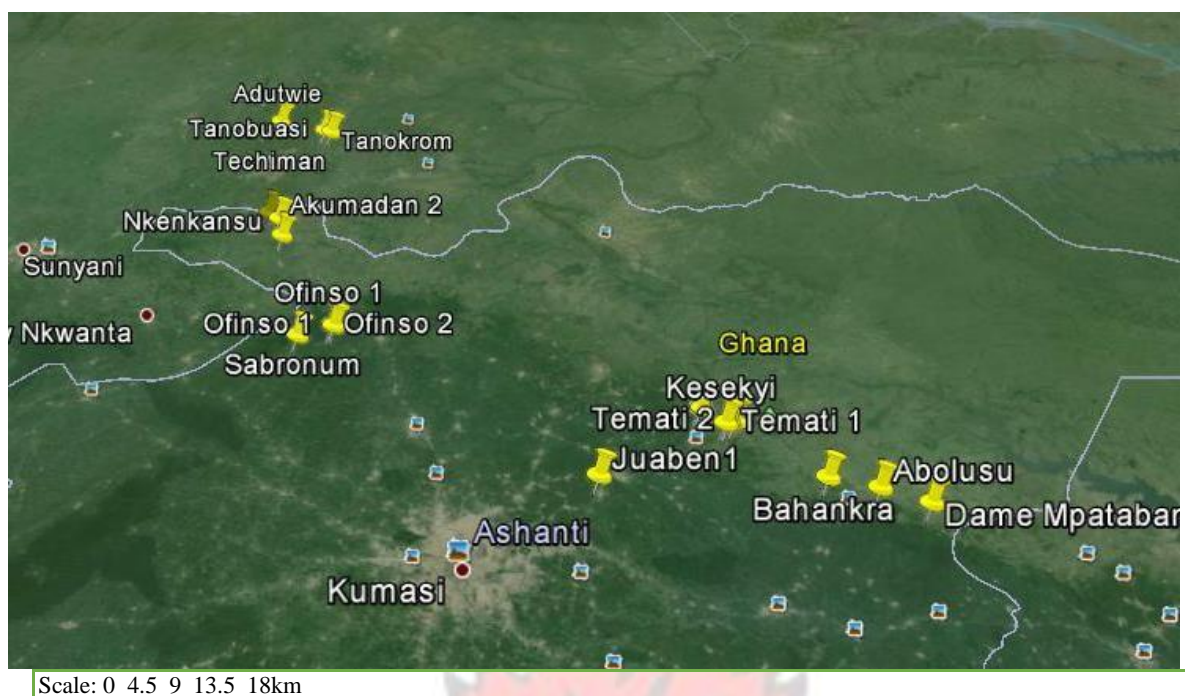 Adutwie
Tanobuasi
Tanokrom
Techiman
Akumadan 2
Nkenkansu
Sunyani
Ofinso 1
Nkwanta
Ofinso 1
Ofinso 2
Sabronum
Ghana
Kesekyi
Temati 2
Temati 1
Juaben1
Abolusu
Bahankra
Dame Mpatabar
Ashanti
Kumasi
Scale: 0 4.5 9 13.5 18km